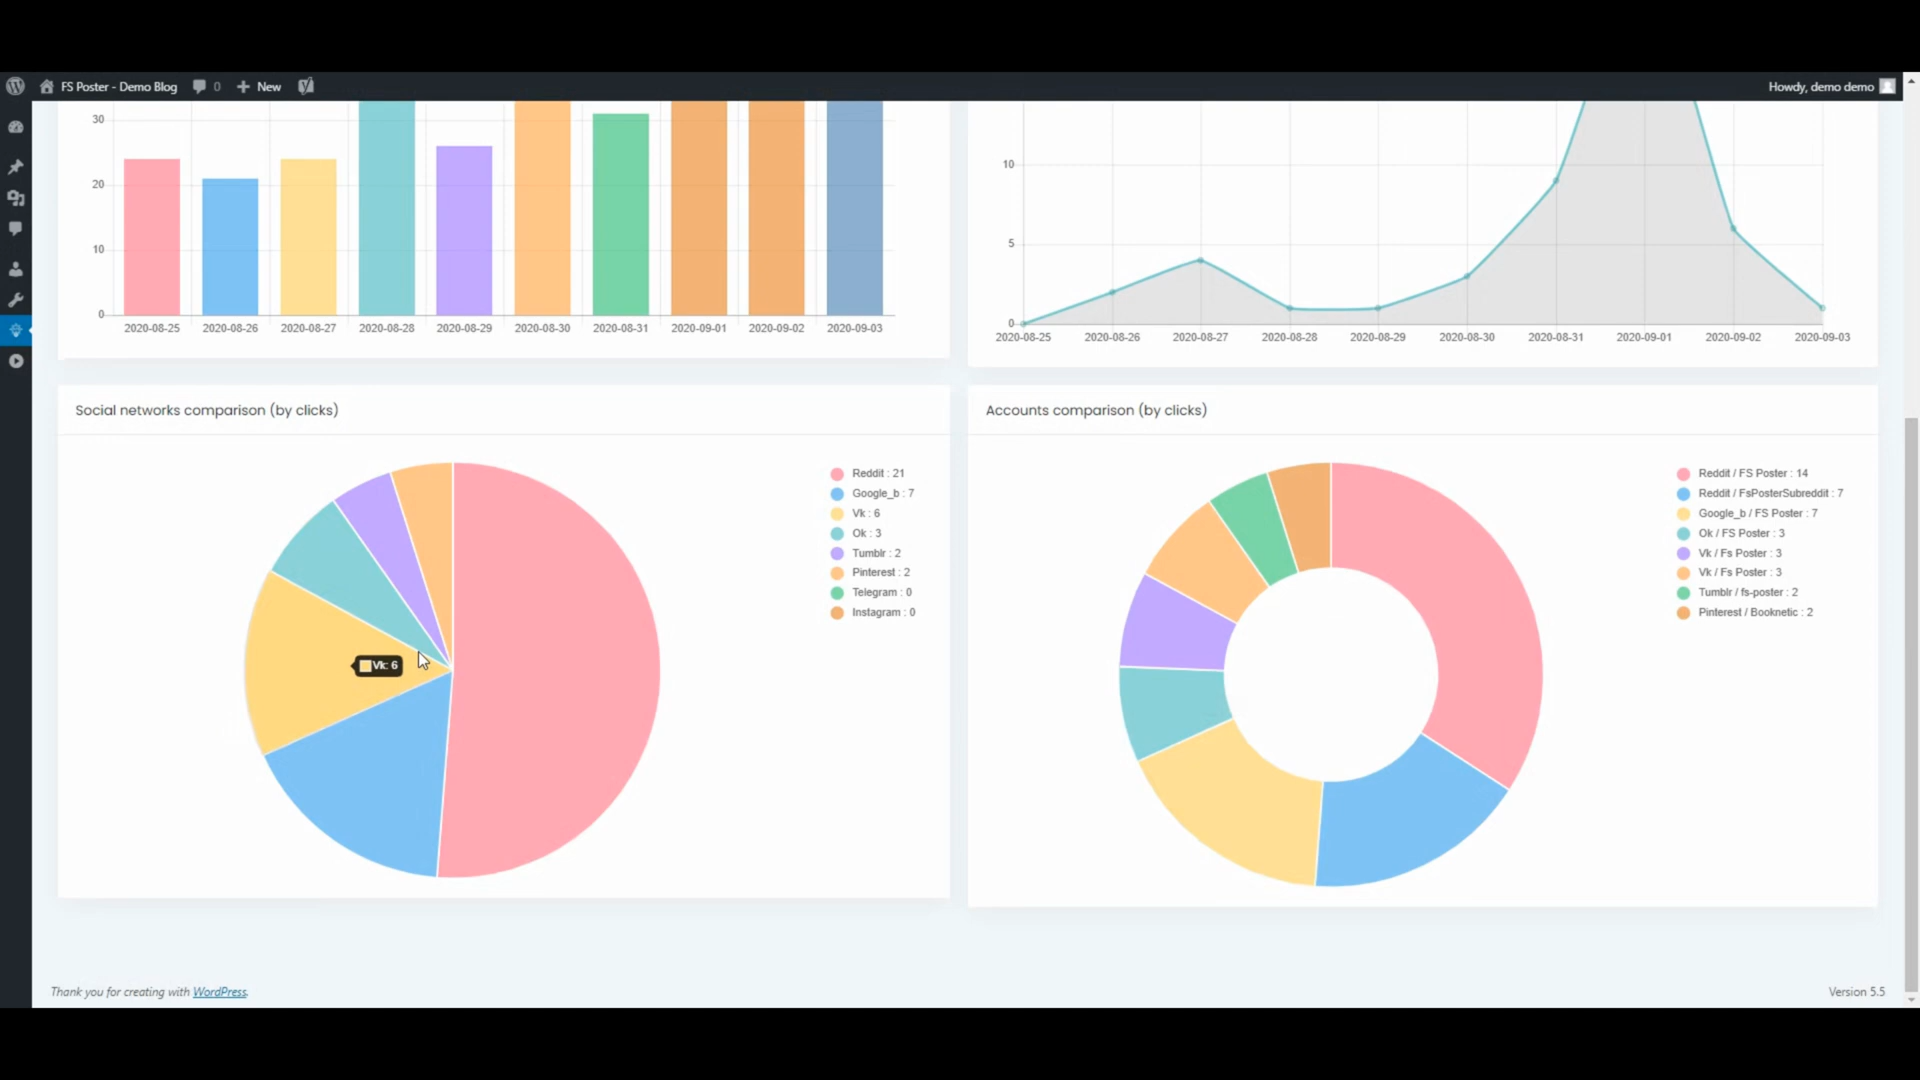 FS Poster - Demo Blog 0 New Howdy, demo demo
30
20
10
0
2020-08-25 2020-08-26 2020-08-27 2020-08-28 2020-08-29 2020-08-30 2020-08-31 2020-09-01 2020-09-02 2020-09-03
10
5
0
2020-08-25 2020-08-26 2020-08-27 2020-08-28 2020-08-29 2020-08-30 2020-08-31 2020-09-01 2020-09-02 2020-09-03
Social networks comparison (by clicks)
Reddit : 21
Google_b : 7
Vk : 6
Ok : 3
Tumblr : 2
Pinterest : 2
Telegram : 0
Instagram : 0
Vk: 6
Accounts comparison (by clicks)
Reddit / FS Poster : 14
Reddit / FsPosterSubreddit : 7
Google_b / FS Poster : 7
Ok / FS Poster : 3
Vk / Fs Poster : 3
Vk / Fs Poster : 3
Tumblr / fs-poster : 2
Pinterest / Booknetic : 2
Thank you for creating with WordPress.
Version 5.5